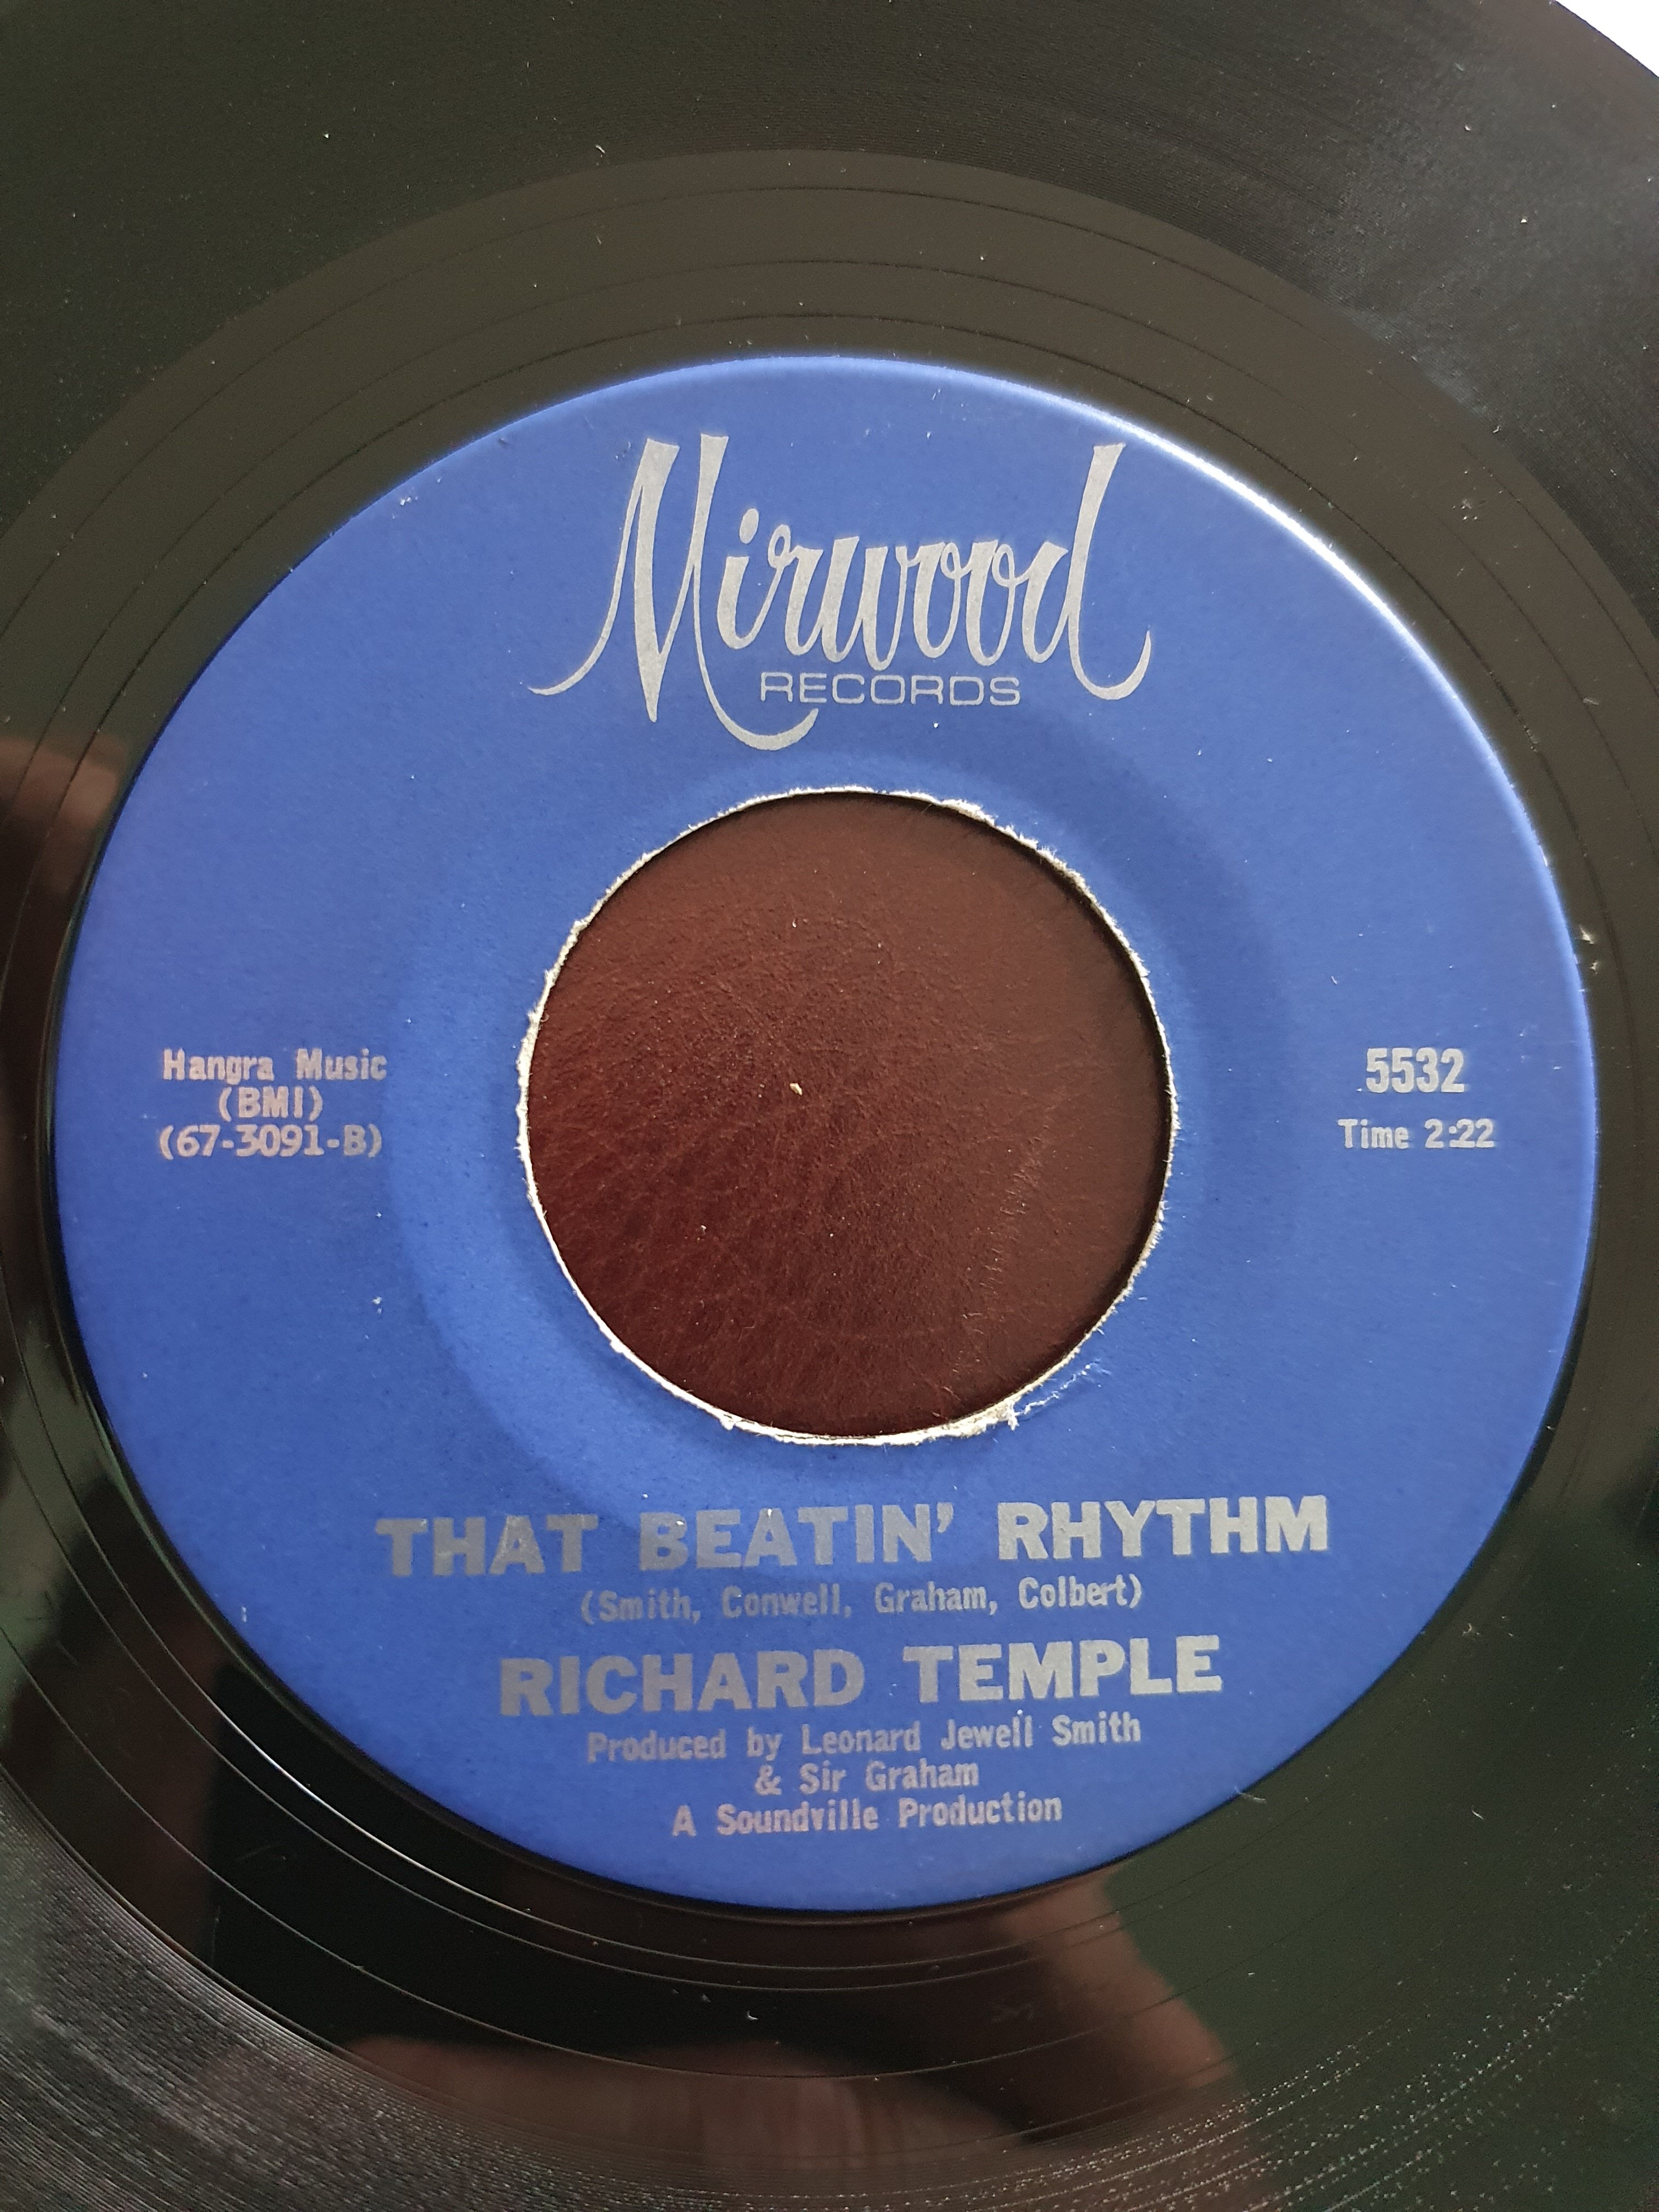 Mirwood
RECORDS
Hangra Music
(BMI)
(67-3091-B)
5532
Time 2:22
THAT BEATIN' RHYTHM
(Smith, Conwell, Graham, Colbert)
RICHARD TEMPLE
Produced by Leonard Jewell Smith
& Sir Graham
A Soundville Production